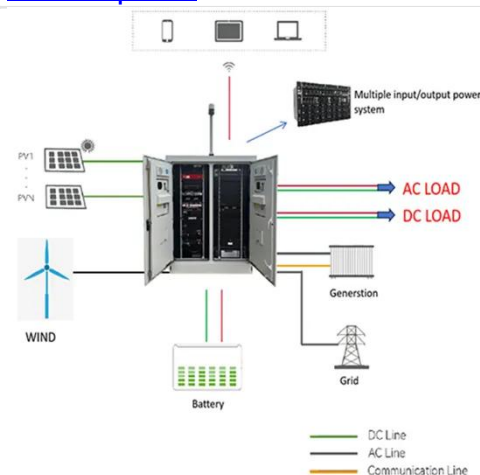 Multiple input/output power
system
PV1
PVN
AC LOAD
DC LOAD
WIND
Generstion
Grid
Battery
DC Line
AC Line
Communication Line